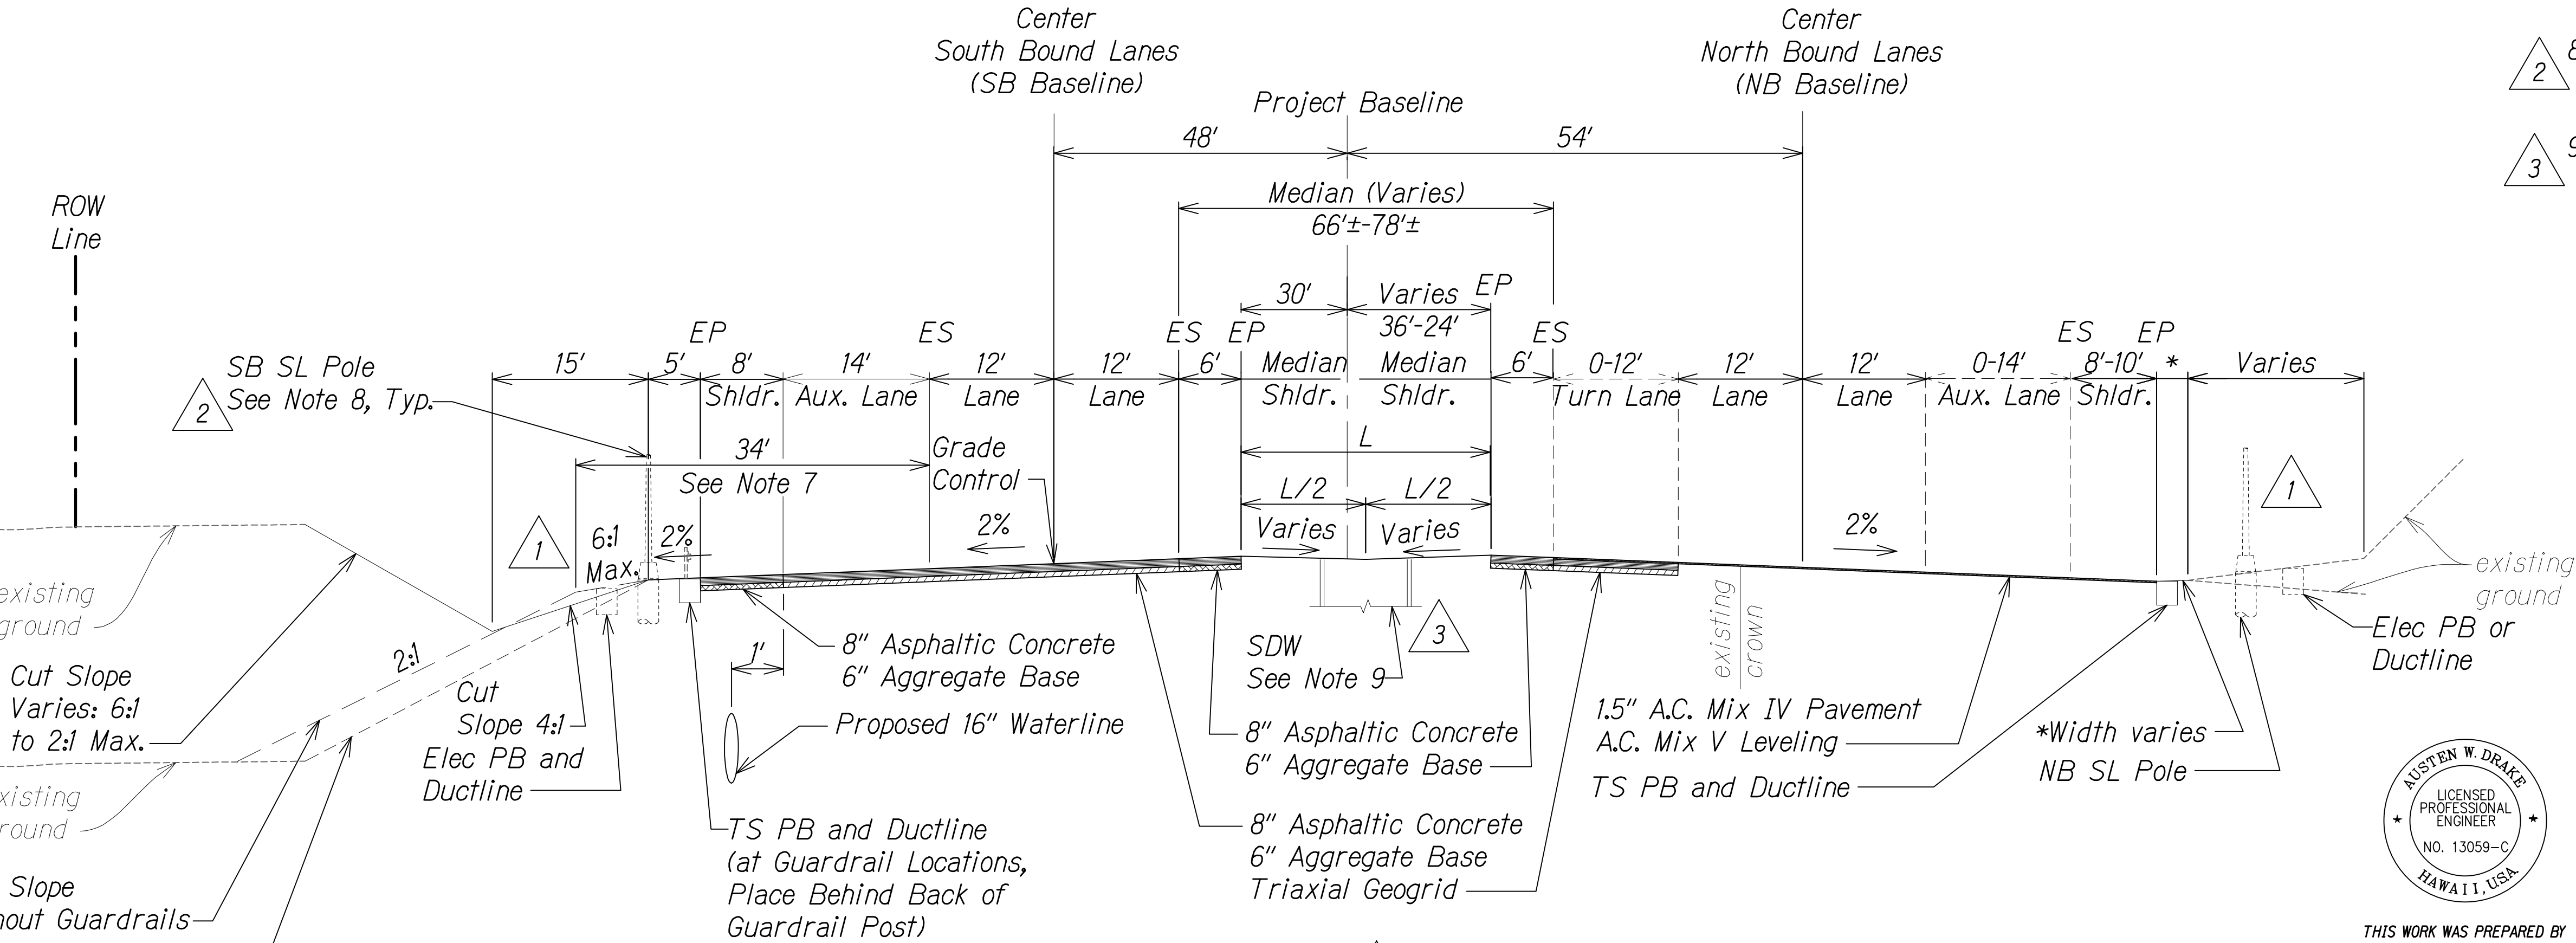 Center
South Bound Lanes
(SB Baseline)
Center
North Bound Lanes
(NB Baseline)
Project Baseline
48'
54'
Median (Varies)
66'±-78'±
ROW
Line
2
8
3
9
30'
Varies
36'-24'
EP
EP
ES
ES
EP
ES
ES
EP
SB SL Pole
See Note 8, Typ.
2
15'
5'
8'
Shldr.
14'
Aux. Lane
12'
Lane
12'
Lane
6'
Median
Shldr.
Median
Shldr.
6'
0-12'
Turn Lane
12'
Lane
12'
Lane
0-14'
Aux. Lane
8'-10'
Shldr.
*
Varies
34'
See Note 7
Grade
Control
L
L/2
L/2
Varies
Varies
1
6:1
Max.
2%
2%
2%
1
existing
ground
existing
ground
2:1
Cut Slope
Varies: 6:1
to 2:1 Max.
Cut
Slope 4:1
Elec PB and
Ductline
1'
8" Asphaltic Concrete
6" Aggregate Base
Proposed 16" Waterline
TS PB and Ductline
(at Guardrail Locations,
Place Behind Back of
Guardrail Post)
SDW
See Note 9
3
8" Asphaltic Concrete
6" Aggregate Base
8" Asphaltic Concrete
6" Aggregate Base
Triaxial Geogrid
existing
crown
1.5" A.C. Mix IV Pavement
A.C. Mix V Leveling
TS PB and Ductline
*Width varies
NB SL Pole
Elec PB or
Ductline
existing
ground
Slope
Guardrails
AUSTEN W. DRAKE
LICENSED
PROFESSIONAL
ENGINEER
NO. 13059-C
HAWAII, USA
THIS WORK WAS PREPARED BY